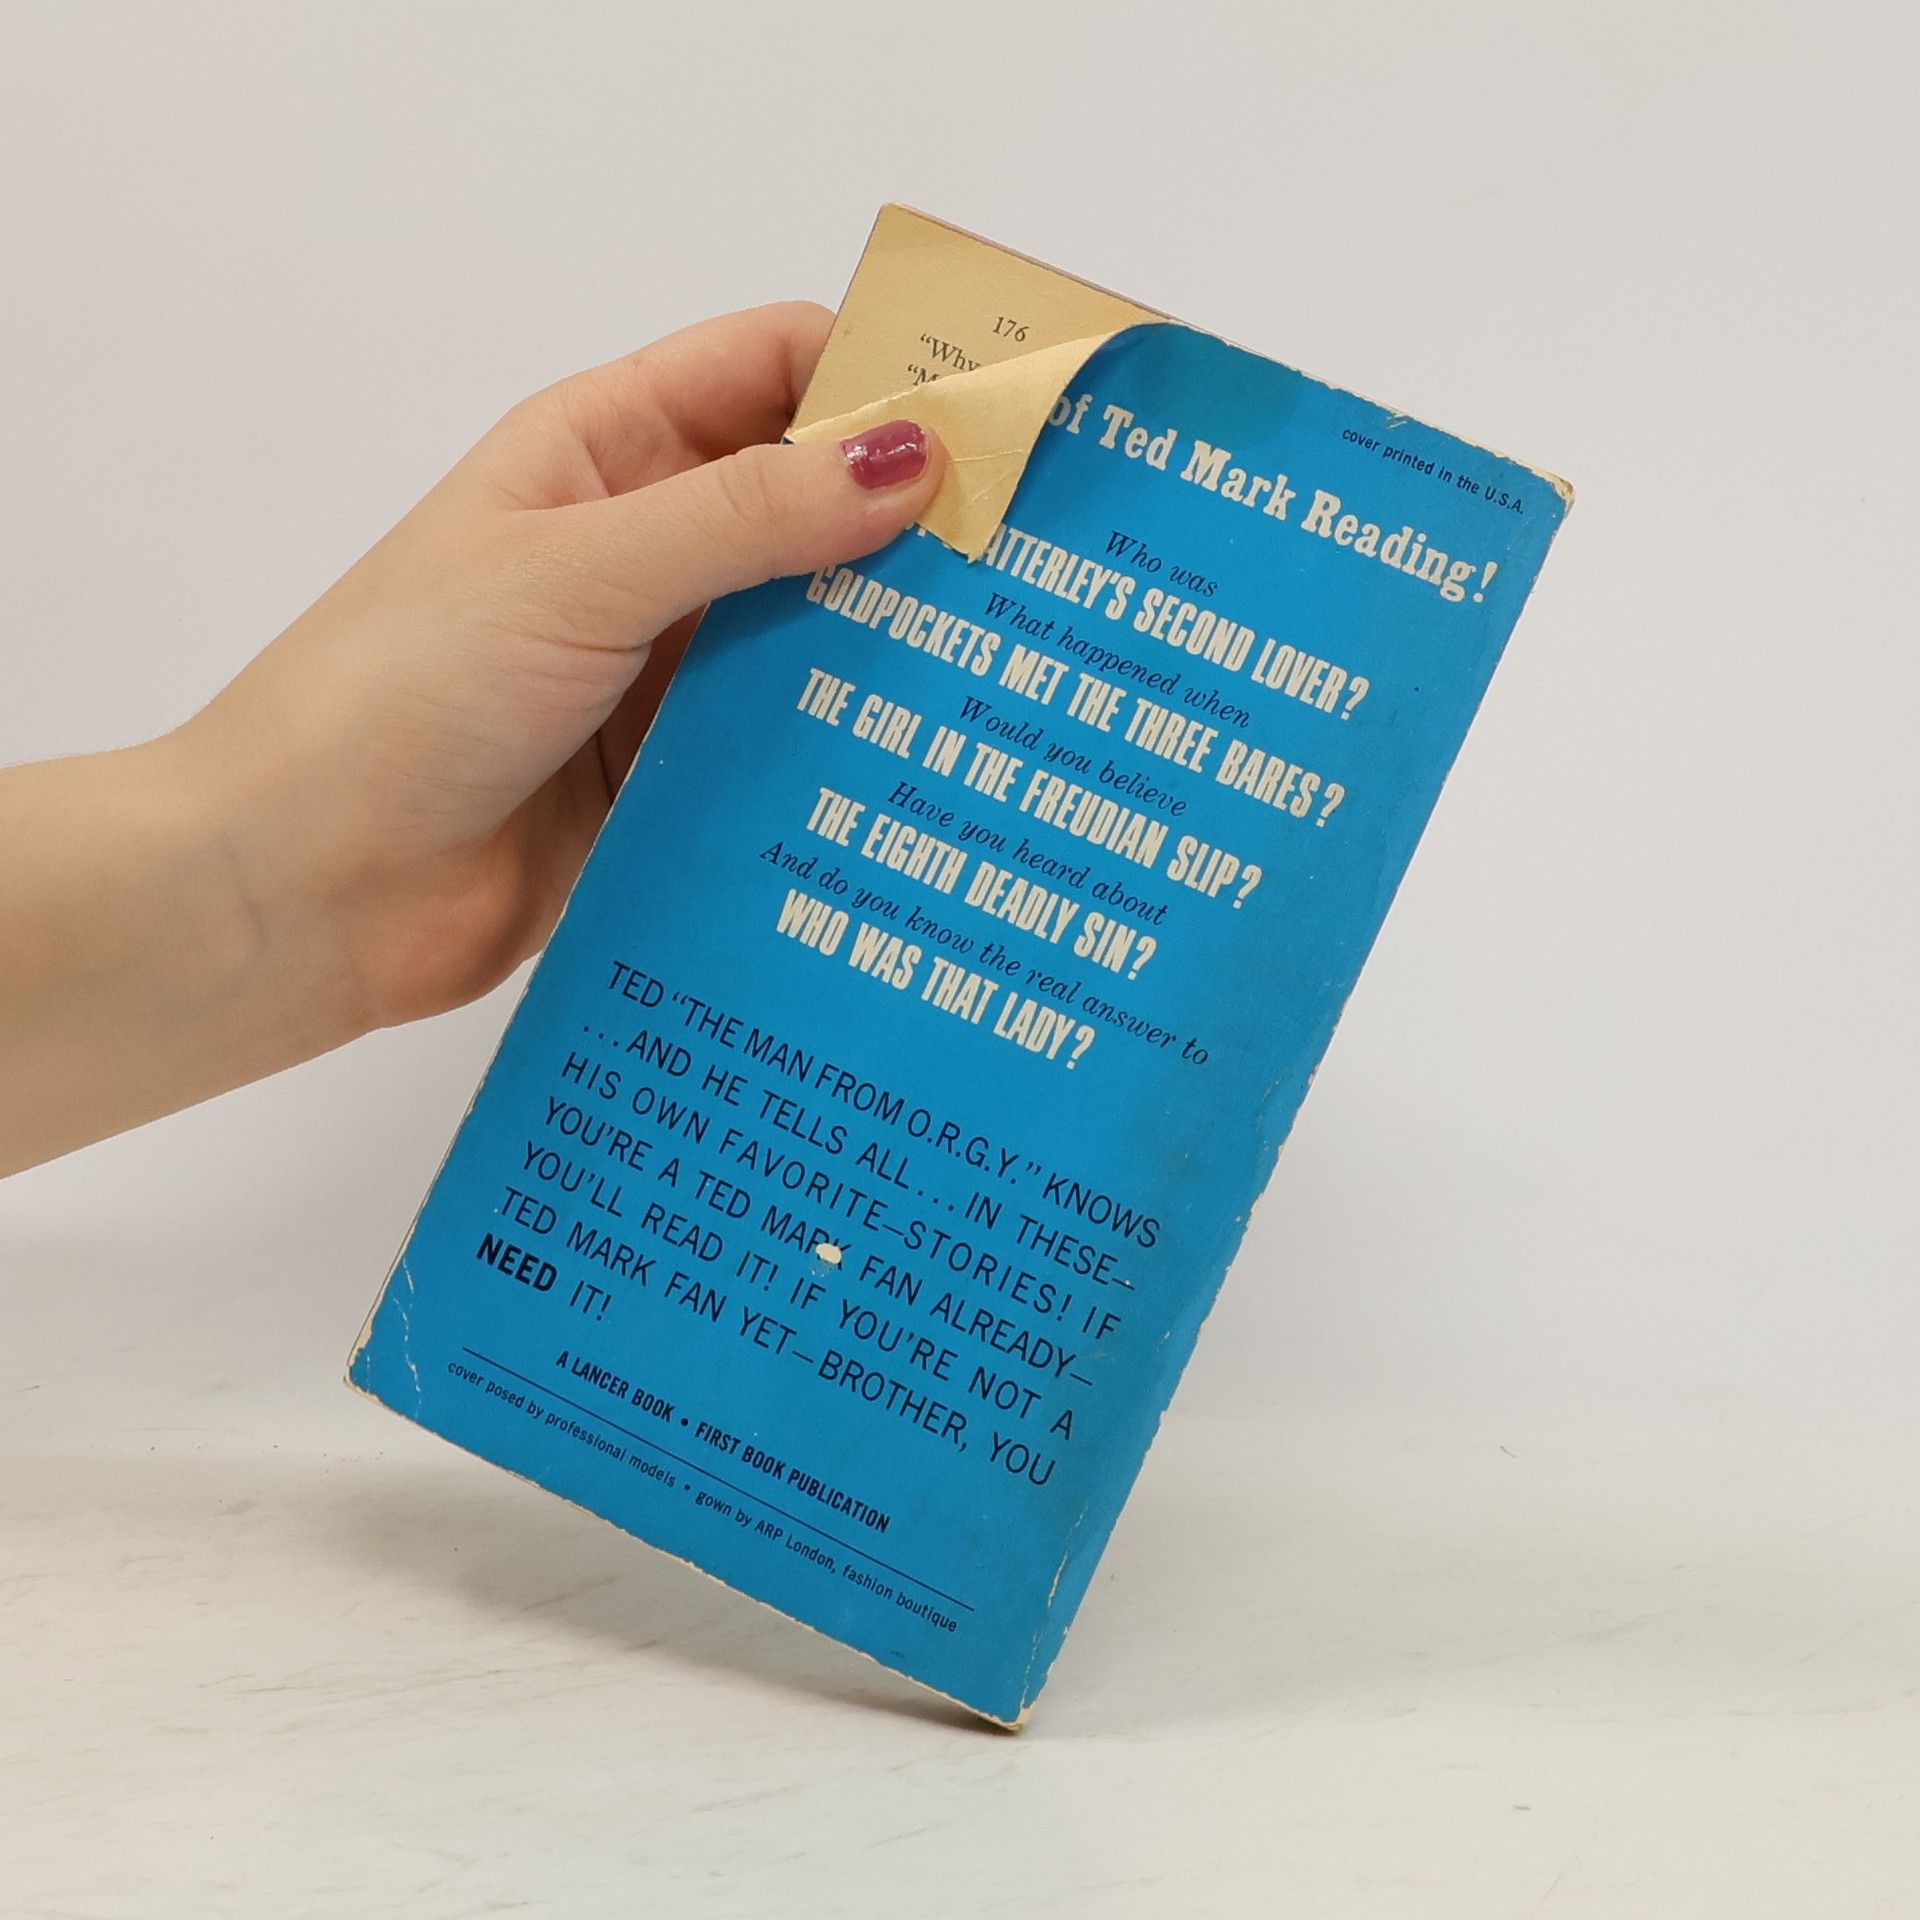 176
“Why
of Ted Mark Reading!
cover printed in the U.S.A.
Who was
SECOND LOVER?
What happened when
GOLDPOCKETS MET THE THREE BARES?
Would you believe
THE GIRL IN THE FREUDIAN SLIP?
Have you heard about
THE EIGHTH DEADLY SIN?
And do you know the real answer to
WHO WAS THAT LADY?
TED “THE MAN FROM O.R.G.Y.” KNOWS
...AND HE TELLS ALL...IN THESE—
HIS OWN FAVORITE—STORIES! IF
YOU’RE A TED MARK FAN ALREADY—
YOU’LL READ IT! IF YOU’RE NOT A
TED MARK FAN YET—BROTHER, YOU
NEED IT!
A LANCER BOOK • FIRST BOOK PUBLICATION
cover posed by professional models • gown by ARP London, fashion boutique